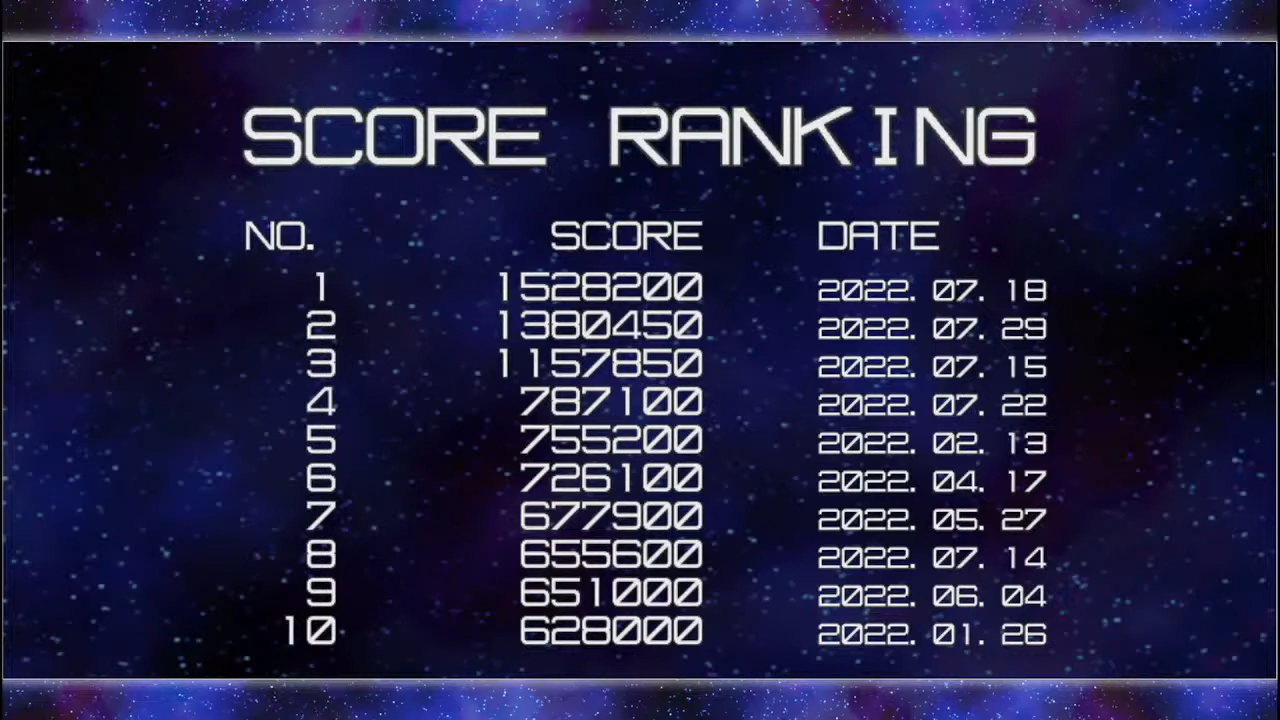 SCORE RANKING
NO. SCORE DATE
1 1528200 2022. 07. 18
2 1380450 2022. 07. 29
3 1157850 2022. 07. 15
4 787100 2022. 07. 22
5 755200 2022. 02. 13
6 726100 2022. 04. 17
7 677900 2022. 05. 27
8 655600 2022. 07. 14
9 651000 2022. 06. 04
10 628000 2022. 01. 26